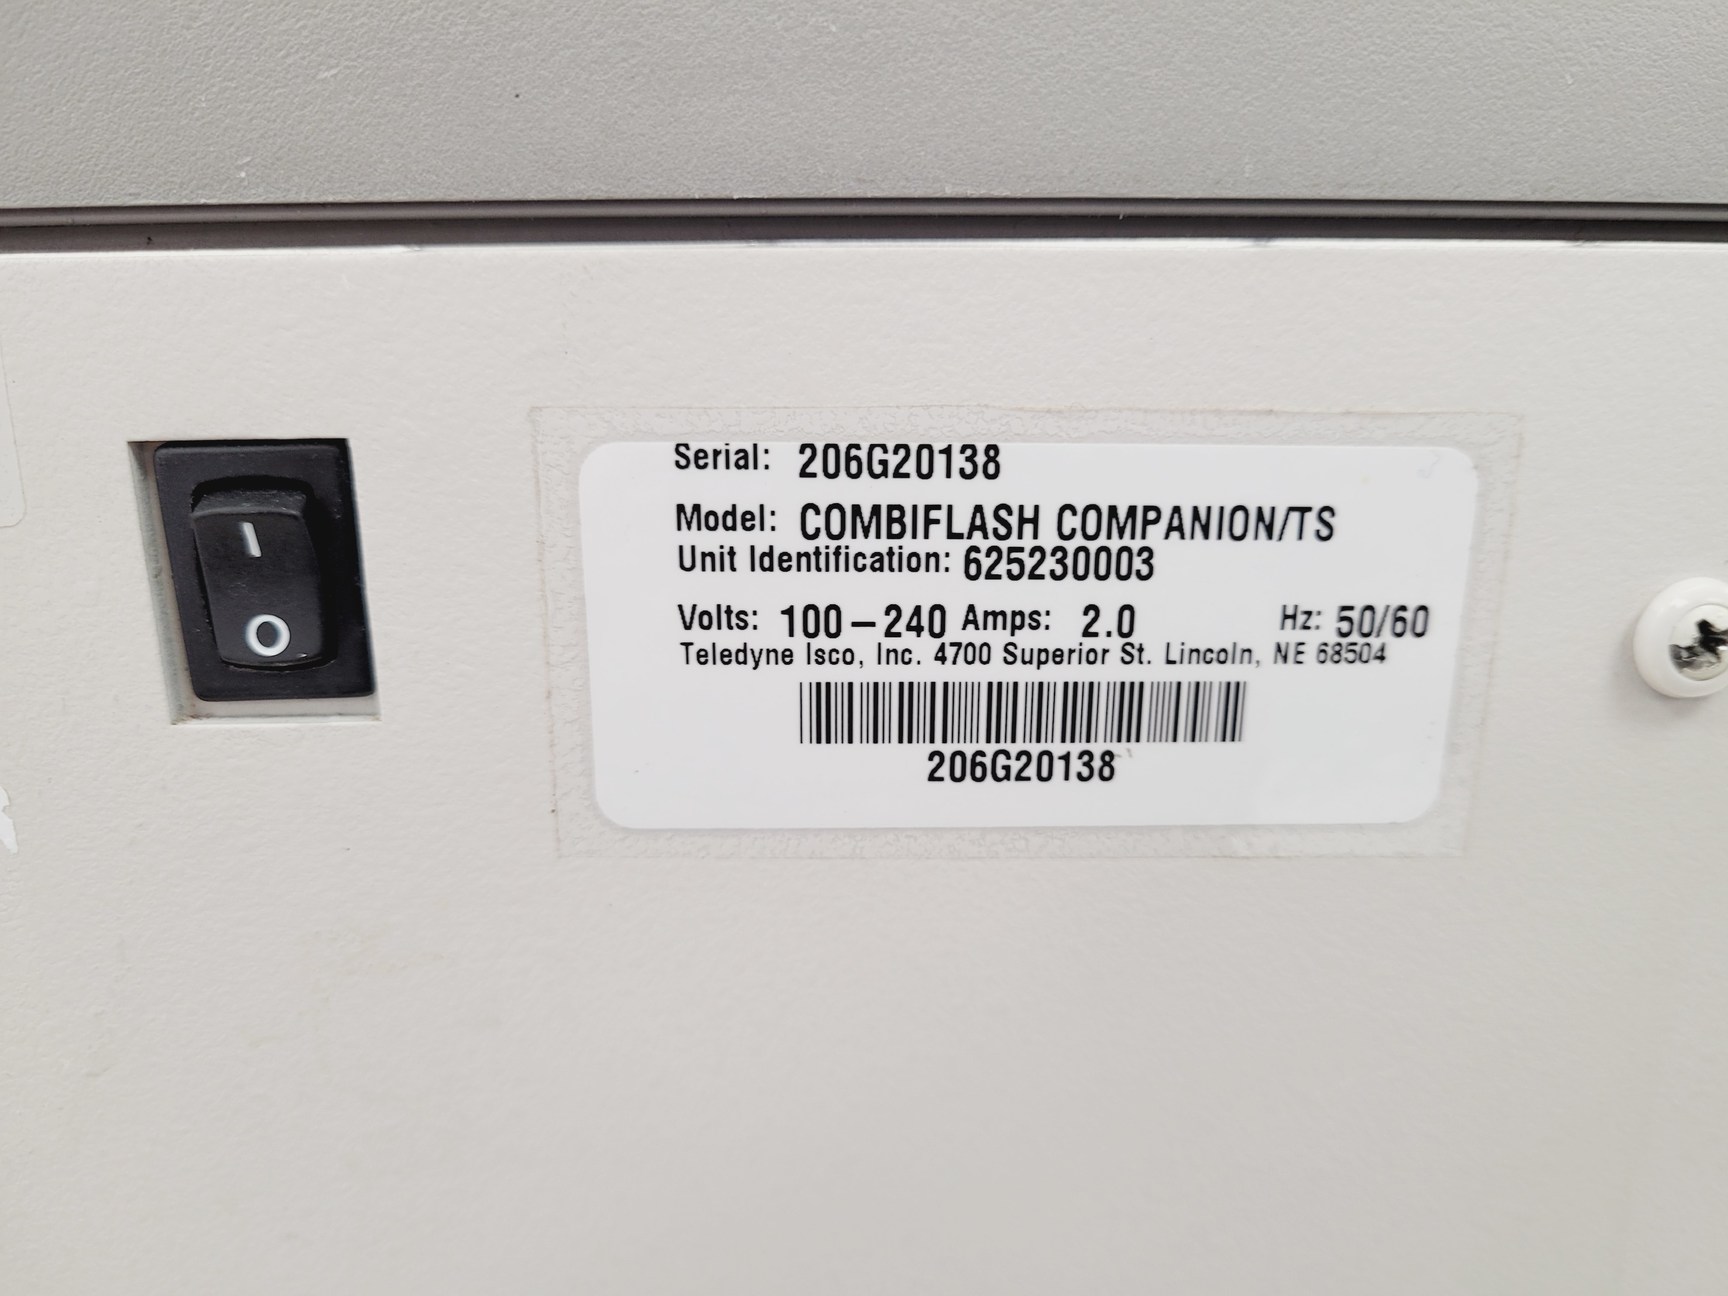 I
O
Serial: 206G20138
Model: COMBIFLASH COMPANION/TS
Unit Identification: 625230003
Volts: 100-240 Amps: 2.0 Hz: 50/60
Teledyne Isco, Inc. 4700 Superior St. Lincoln, NE 68504
206G20138